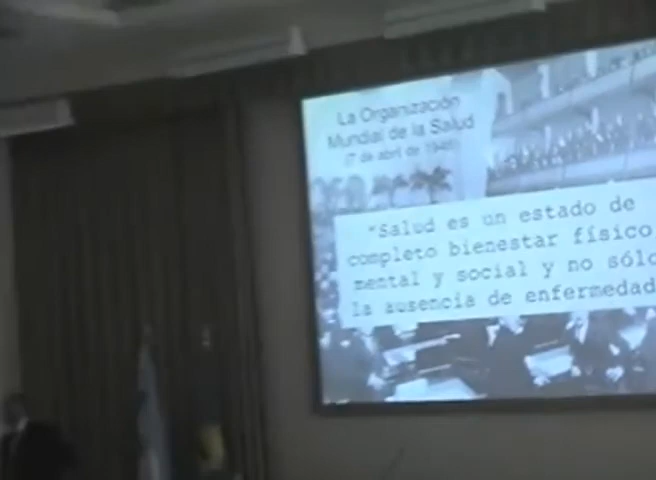 La Organización
Mundial de la Salud
(7 de abril de 1948)
"Salud es un estado de
completo bienestar físico
mental y social y no sólo
la ausencia de enfermedad